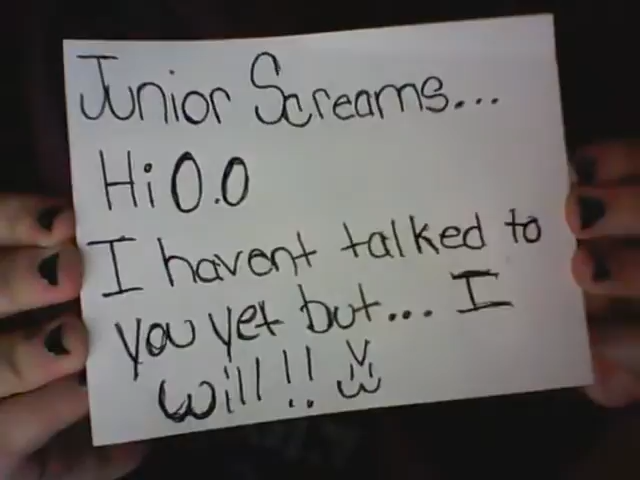 Junior Screams...
Hi O.O
I havent talked to
you yet but... I
will!!